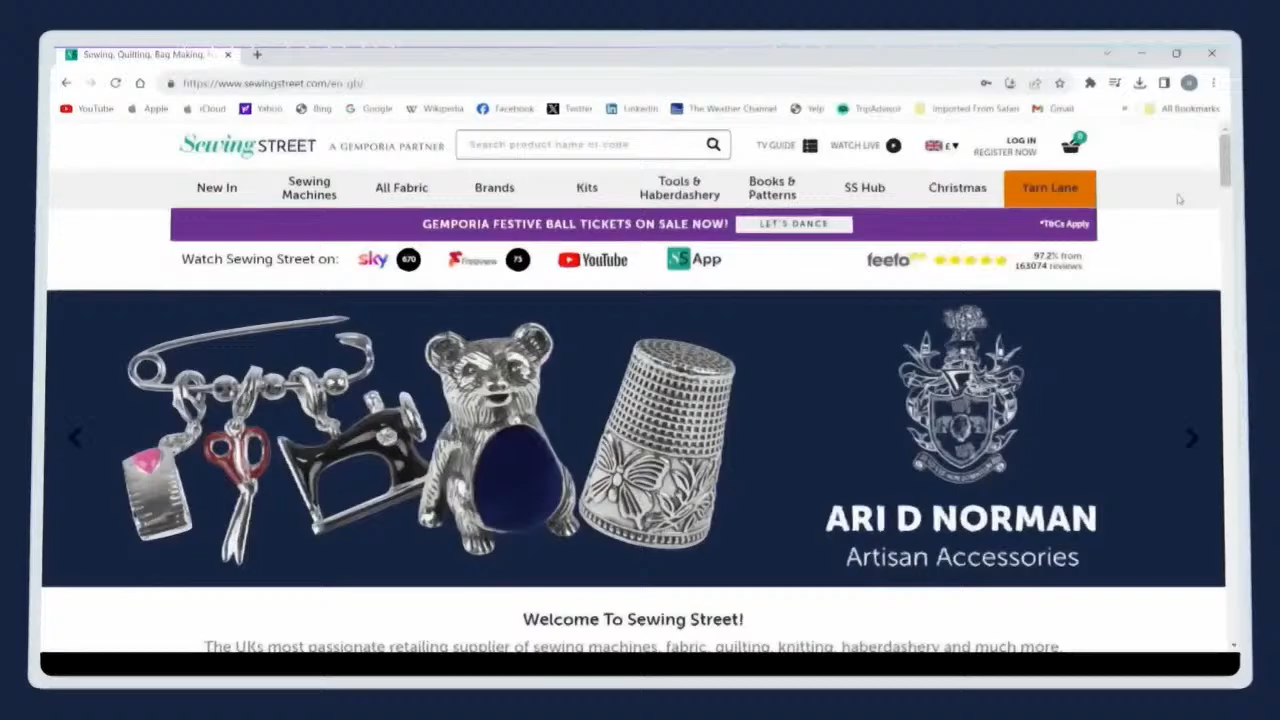 Sewing, Quilting, Bag Making,
https://www.sewingstreet.com/en-gb/
YouTube Apple iCloud Yahoo Bing Google Wikipedia Facebook Twitter LinkedIn The Weather Channel Yelp TripAdvisor Imported From Safari Gmail » All Bookmarks
Sewing STREET A GEMPORIA PARTNER
Search product name or code
TV GUIDE WATCH LIVE £ LOG IN
REGISTER NOW
0
New In Sewing Machines All Fabric Brands Kits Tools & Haberdashery Books & Patterns SS Hub Christmas Yarn Lane
GEMPORIA FESTIVE BALL TICKETS ON SALE NOW! LET'S DANCE *T&Cs Apply
Watch Sewing Street on: sky 670 Freeview 73 YouTube SS App feefo 97.2% from
163074 reviews
ARI D NORMAN
Artisan Accessories
Welcome To Sewing Street!
The UKs most passionate retailing supplier of sewing machines, fabric, quilting, knitting, haberdashery and much more.